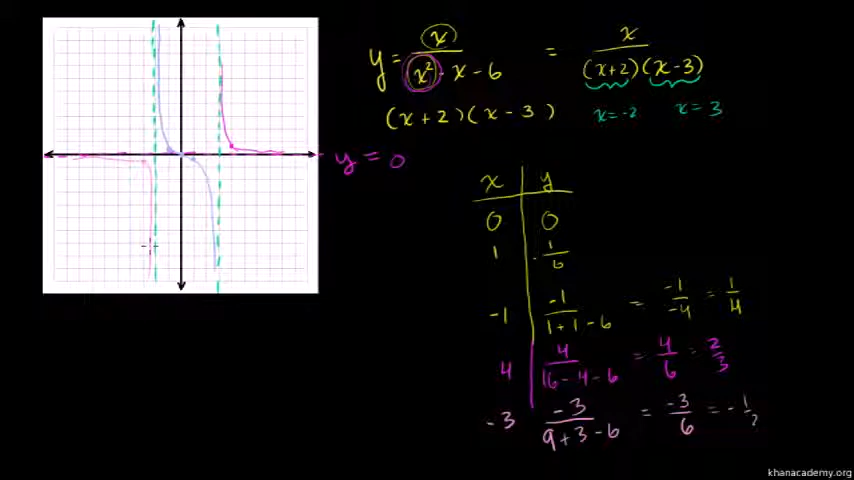 y = x / (x² - x - 6) = x / ((x+2)(x-3))
(x+2)(x-3) x=-2 x=3
y = 0
x | y
0 | 0
1 | -1/6
-1 | -1/(1+1-6) = -1/-4 = 1/4
4 | 4/(16-4-6) = 4/6 = 2/3
-3 | -3/(9+3-6) = -3/6 = -1/2
khanacademy.org